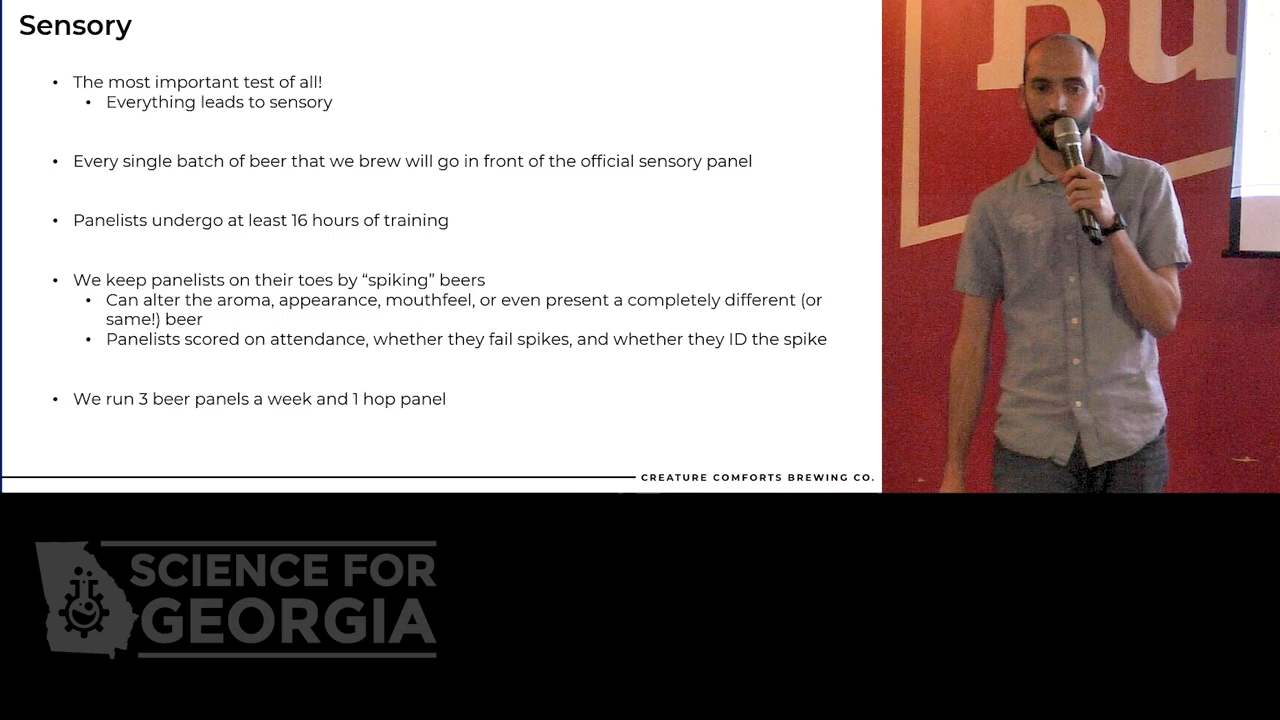 Sensory
• The most important test of all!
• Everything leads to sensory
• Every single batch of beer that we brew will go in front of the official sensory panel
• Panelists undergo at least 16 hours of training
• We keep panelists on their toes by “spiking” beers
• Can alter the aroma, appearance, mouthfeel, or even present a completely different (or
same!) beer
• Panelists scored on attendance, whether they fail spikes, and whether they ID the spike
• We run 3 beer panels a week and 1 hop panel
CREATURE COMFORTS BREWING CO.
Bu
SCIENCE FOR
GEORGIA